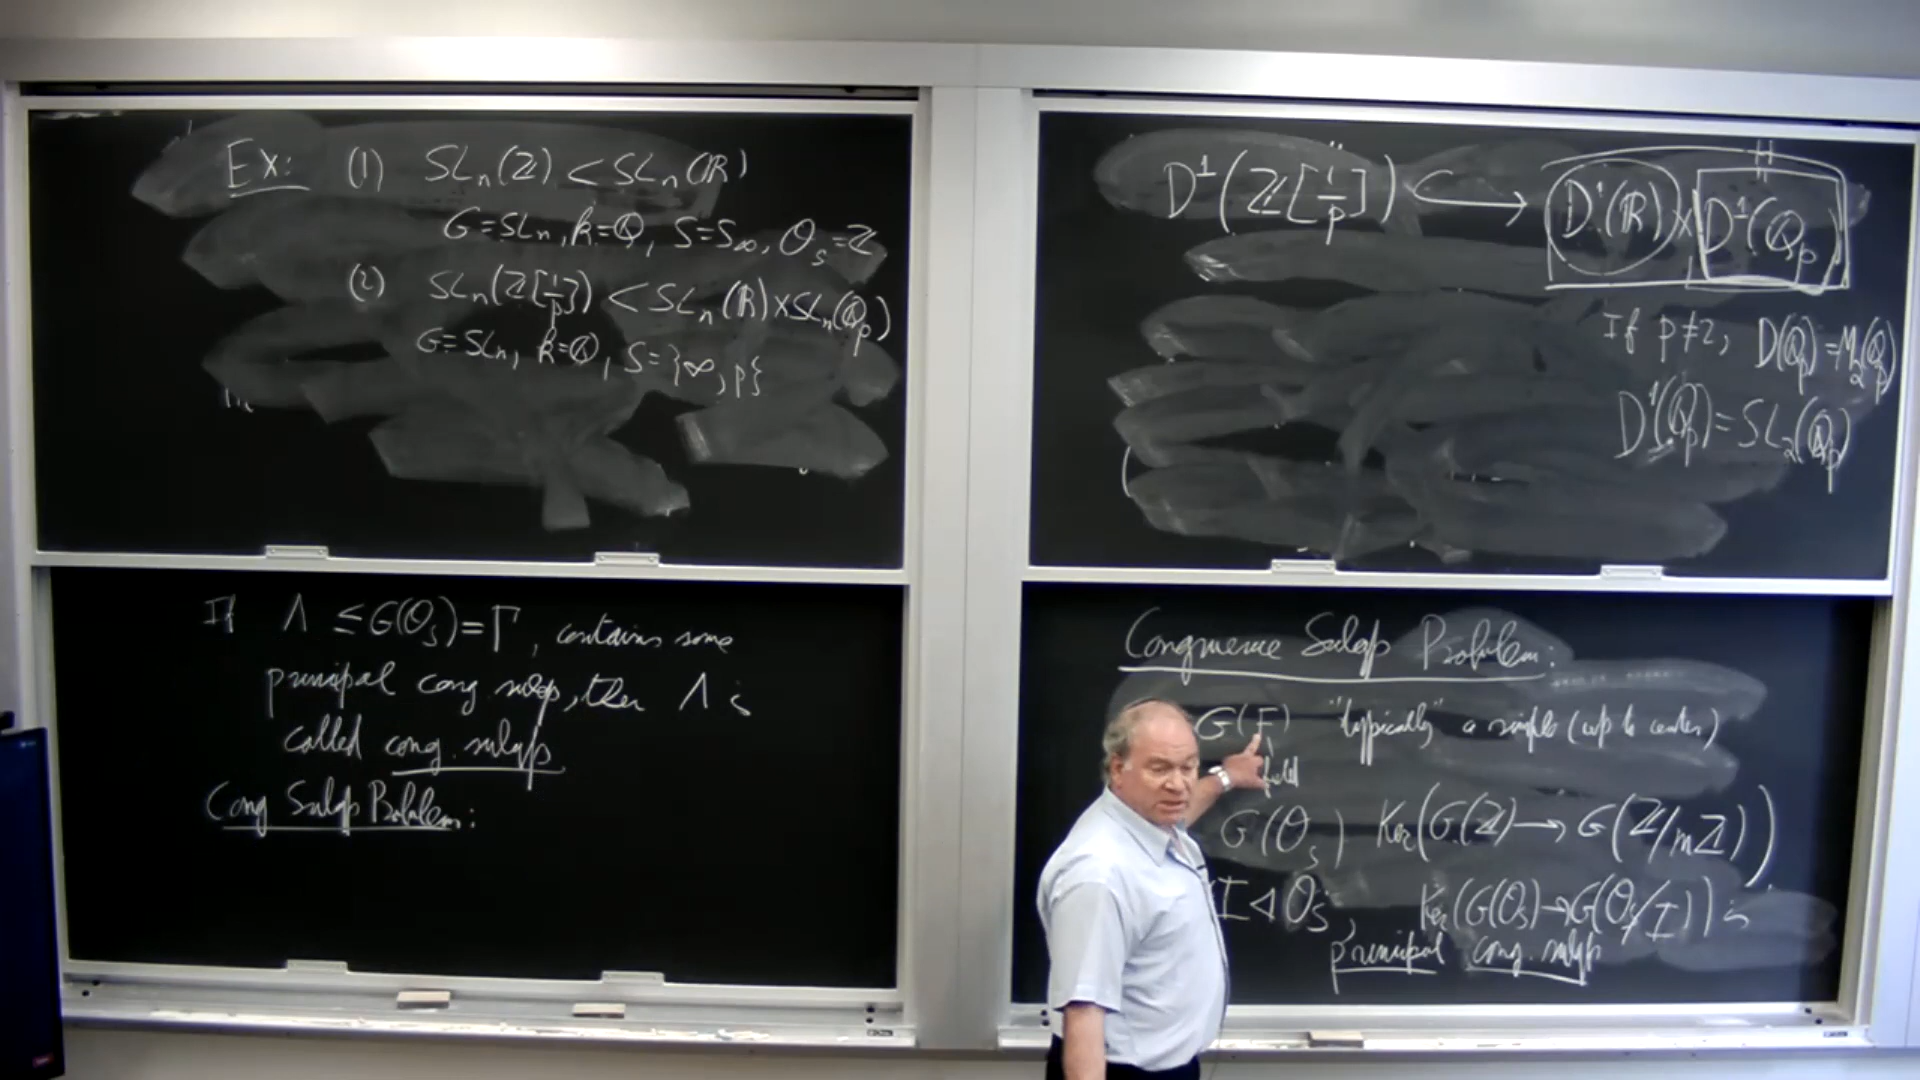 Ex: (1) SLₙ(ℤ) < SLₙ(ℝ)
G=SLₙ, k=ℚ, S=S∞, 𝒪ₛ=ℤ
(2) SLₙ(ℤ[1/p]) < SLₙ(ℝ)×SLₙ(ℚₚ)
G=SLₙ, k=ℚ, S={∞,p}
If Λ ≤ G(𝒪ₛ)=Γ, contains some
principal cong subgp, then Λ is
called cong. subgp
Cong Subgp Problem:
D¹(ℤ[1/p]) ↪ D¹(ℝ)×D¹(ℚₚ)
H
If p≠2, D(ℚₚ)=M₂(ℚₚ)
D¹(ℚₚ)=SL₂(ℚₚ)
Congruence Subgp Problem:
G(F) "typically" a simple (up to center)
field
G(𝒪ₛ) Ker(G(ℤ)→G(ℤ/mℤ))
I◁𝒪ₛ, Ker(G(𝒪ₛ)→G(𝒪ₛ/I)) is
principal cong. subgp